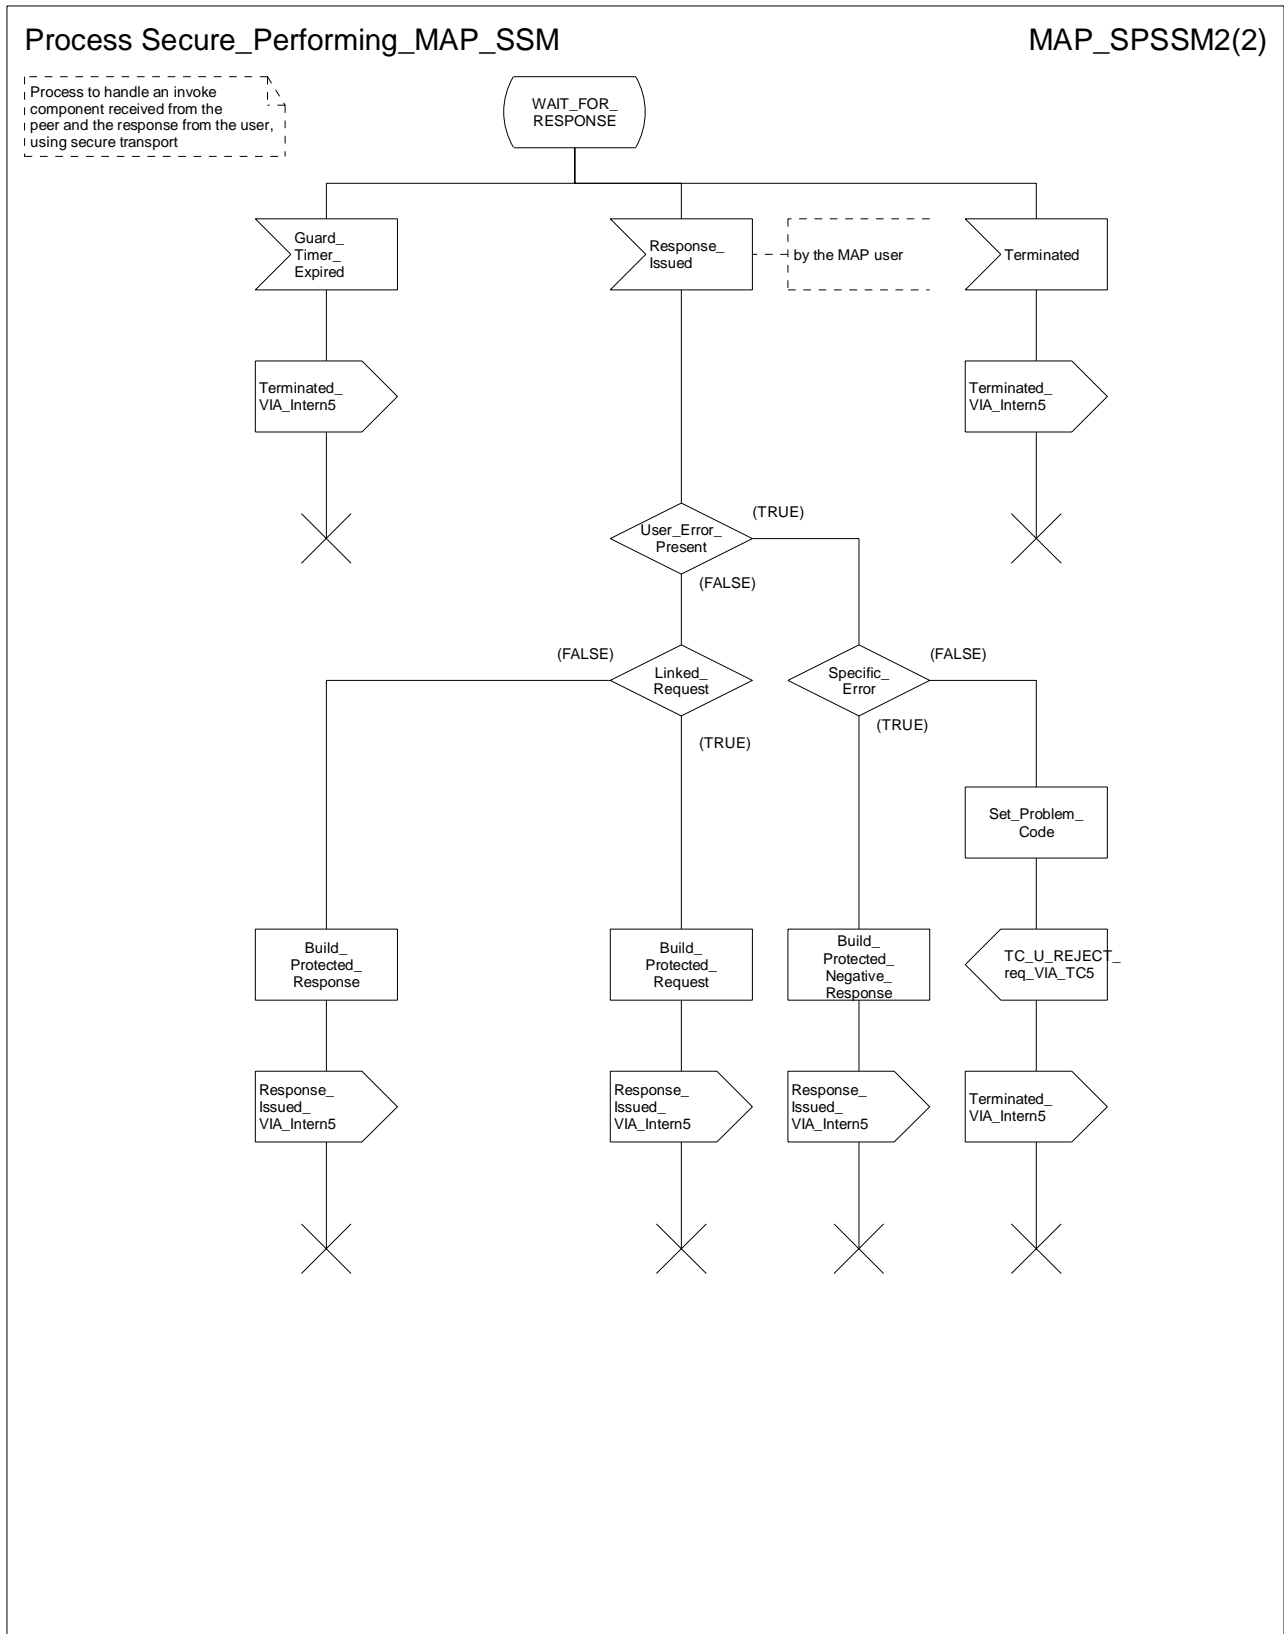 Process Secure_Performing_MAP_SSM
MAP_SPSSM2(2)
Process to handle an invoke
component received from the
peer and the response from the user,
using secure transport
WAIT_FOR_
RESPONSE
Guard_
Timer_
Expired
Response_
Issued
by the MAP user
Terminated
Terminated_
VIA_Intern5
Terminated_
VIA_Intern5
User_Error_
Present
(TRUE)
(FALSE)
(FALSE)
Linked_
Request
(TRUE)
Specific_
Error
(FALSE)
(TRUE)
Set_Problem_
Code
Build_
Protected_
Response
Build_
Protected_
Request
Build_
Protected_
Negative_
Response
TC_U_REJECT_
req_VIA_TC5
Response_
Issued_
VIA_Intern5
Response_
Issued_
VIA_Intern5
Response_
Issued_
VIA_Intern5
Terminated_
VIA_Intern5